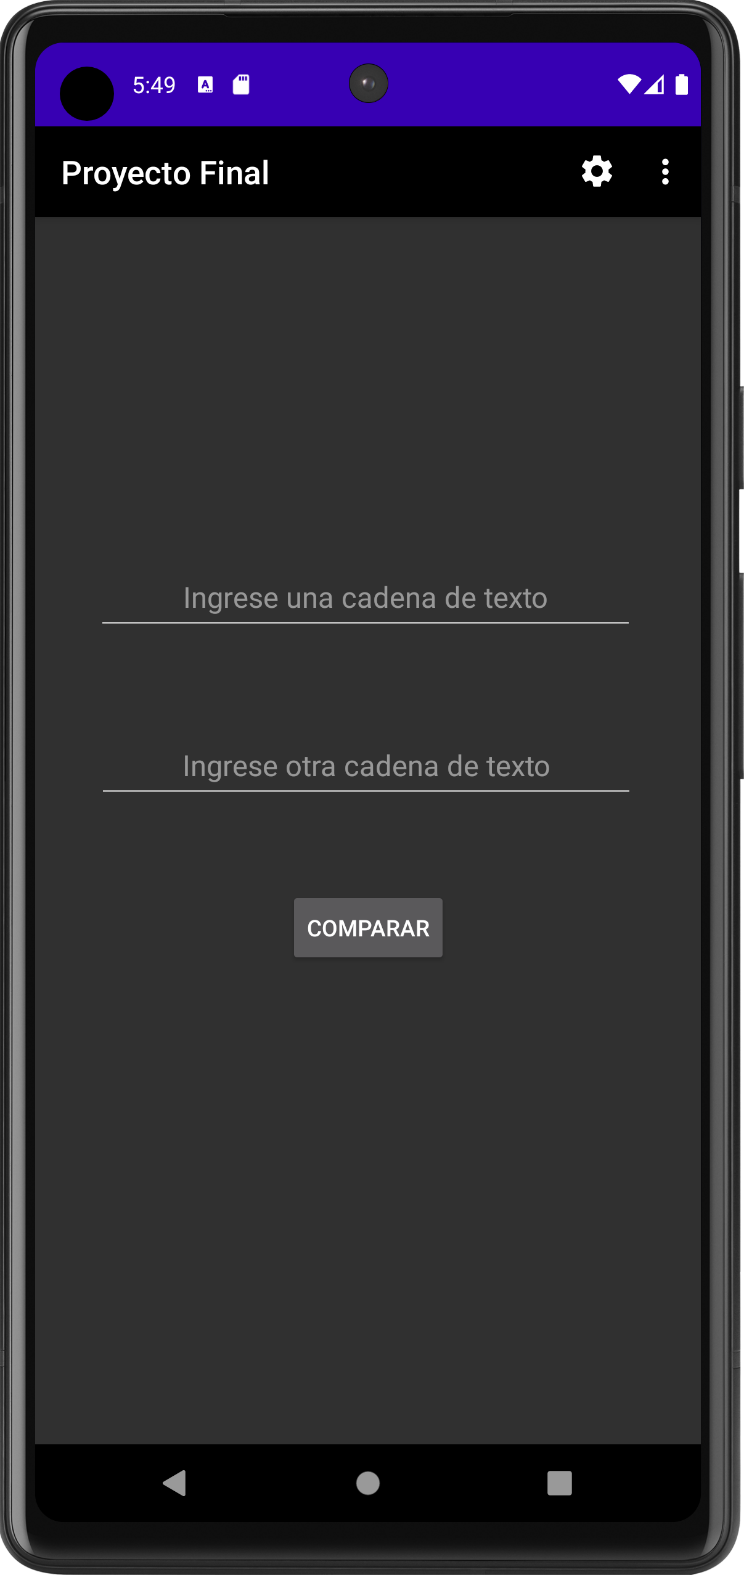 5:49
Proyecto Final
Ingrese una cadena de texto
Ingrese otra cadena de texto
COMPARAR